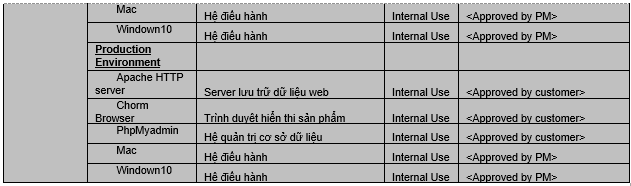 Mac Hệ điều hành Internal Use <Approved by PM>
Windown10 Hệ điều hành Internal Use <Approved by PM>
Production
Environment
Apache HTTP
server Server lưu trữ dữ liệu web Internal Use <Approved by customer>
Chorm
Browser Trình duyệt hiển thi sản phẩm Internal Use <Approved by customer>
PhpMyadmin Hệ quản trị cơ sở dữ liệu Internal Use <Approved by customer>
Mac Hệ điều hành Internal Use <Approved by PM>
Windown10 Hệ điều hành Internal Use <Approved by PM>